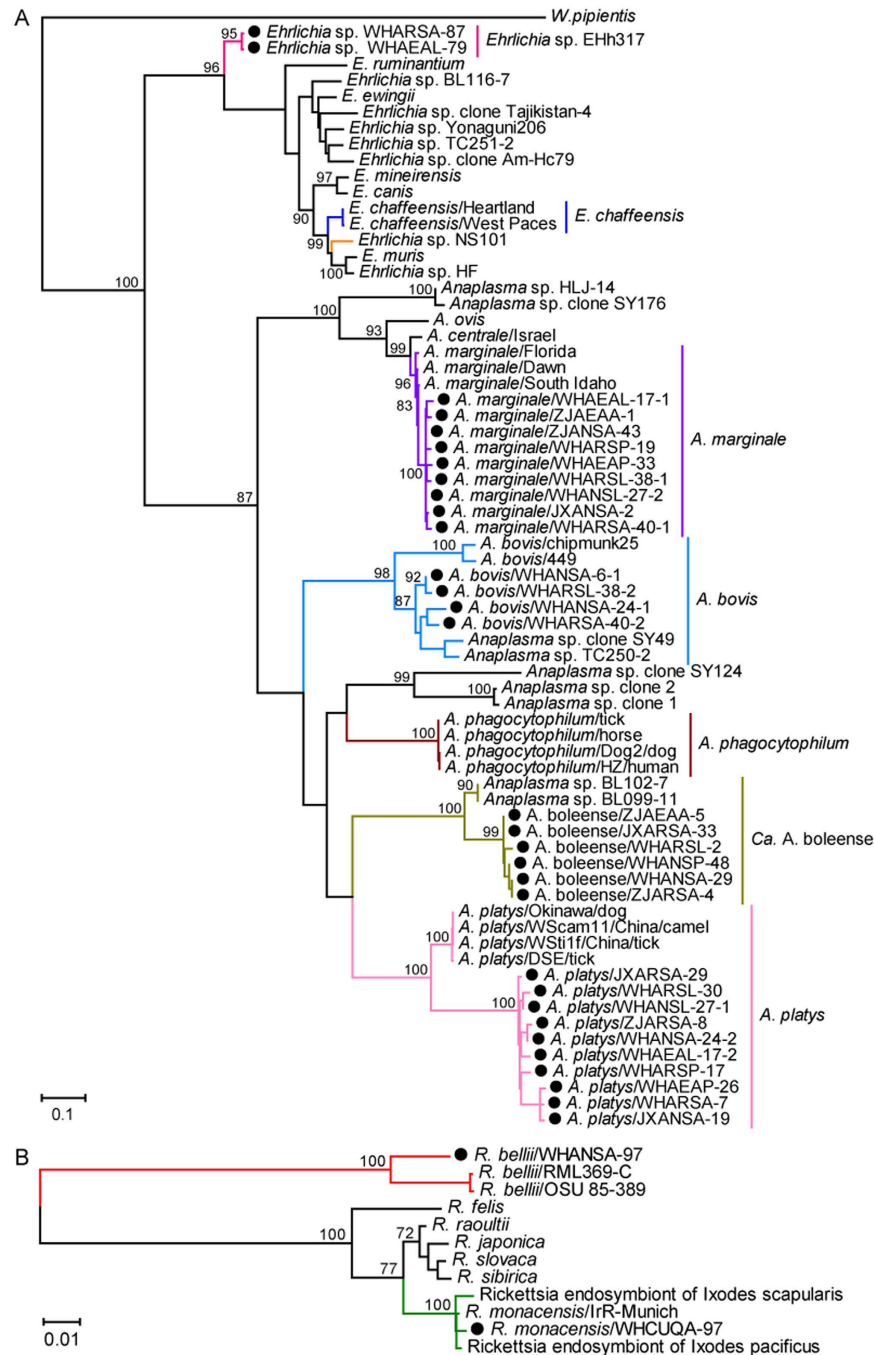 A
W.pipientis
95
Ehrlichia sp. WHARSA-87
Ehrlichia sp. WHAEAL-79
Ehrlichia sp. EHh317
96
E. ruminantium
Ehrlichia sp. BL116-7
E. ewingii
Ehrlichia sp. clone Tajikistan-4
Ehrlichia sp. Yonaguni206
Ehrlichia sp. TC251-2
Ehrlichia sp. clone Am-Hc79
97
E. mineirensis
E. canis
90
E. chaffeensis/Heartland
E. chaffeensis/West Paces
E. chaffeensis
99
Ehrlichia sp. NS101
E. muris
100
Ehrlichia sp. HF
100
100
Anaplasma sp. HLJ-14
Anaplasma sp. clone SY176
100
A. ovis
93
A. centrale/Israel
99
A. marginale/Florida
A. marginale/Dawn
96
A. marginale/South Idaho
83
A. marginale/WHAEAL-17-1
A. marginale/ZJAEAA-1
A. marginale/ZJANSA-43
A. marginale
A. marginale/WHARSP-19
A. marginale/WHAEAP-33
100
A. marginale/WHARSL-38-1
A. marginale/WHANSL-27-2
87
A. marginale/JXANSA-2
A. marginale/WHARSA-40-1
100
A. bovis/chipmunk25
A. bovis/449
98
92
A. bovis/WHANSA-6-1
A. bovis/WHARSL-38-2
A. bovis
87
A. bovis/WHANSA-24-1
A. bovis/WHARSA-40-2
Anaplasma sp. clone SY49
Anaplasma sp. TC250-2
99
Anaplasma sp. clone SY124
100
Anaplasma sp. clone 2
Anaplasma sp. clone 1
A. phagocytophilum/tick
100
A. phagocytophilum/horse
A. phagocytophilum
A. phagocytophilum/Dog2/dog
A. phagocytophilum/HZ/human
90
Anaplasma sp. BL102-7
Anaplasma sp. BL099-11
100
A. boleense/ZJAEAA-5
99
A. boleense/JXARSA-33
Ca. A. boleense
A. boleense/WHARSL-2
A. boleense/WHANSP-48
A. boleense/WHANSA-29
A. boleense/ZJARSA-4
A. platys/Okinawa/dog
A. platys/WScam11/China/camel
100
A. platys/WSti1f/China/tick
A. platys/DSE/tick
100
A. platys/JXARSA-29
A. platys/WHARSL-30
100
A. platys/WHANSL-27-1
A. platys
A. platys/ZJARSA-8
A. platys/WHANSA-24-2
A. platys/WHAEAL-17-2
A. platys/WHARSP-17
A. platys/WHAEAP-26
A. platys/WHARSA-7
A. platys/JXANSA-19
0.1
B
100
R. bellii/WHANSA-97
R. bellii/RML369-C
R. bellii/OSU 85-389
R. felis
100
72
R. raoultii
R. japonica
R. slovaca
77
R. sibirica
Rickettsia endosymbiont of Ixodes scapularis
100
R. monacensis/IrR-Munich
R. monacensis/WHCUQA-97
Rickettsia endosymbiont of Ixodes pacificus
0.01